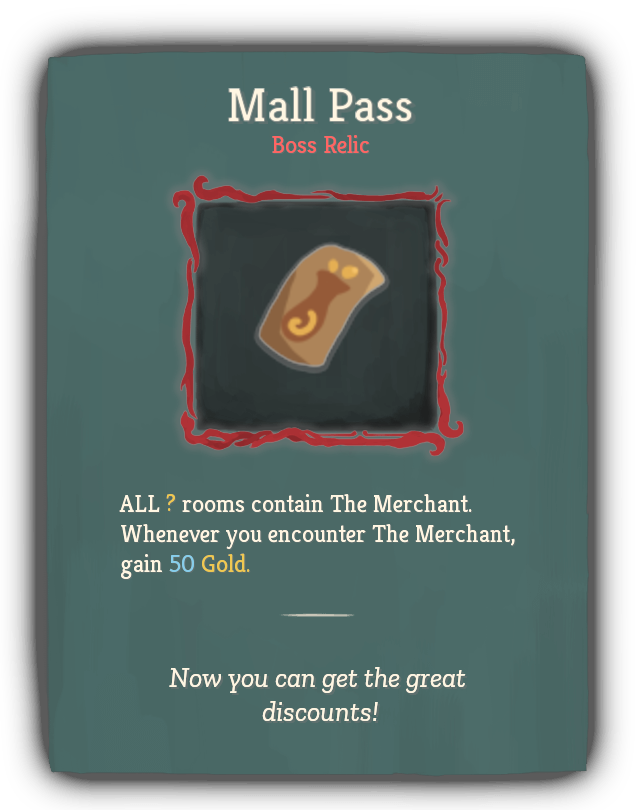 Mall Pass
Boss Relic
ALL ? rooms contain The Merchant.
Whenever you encounter The Merchant,
gain 50 Gold.
Now you can get the great
discounts!